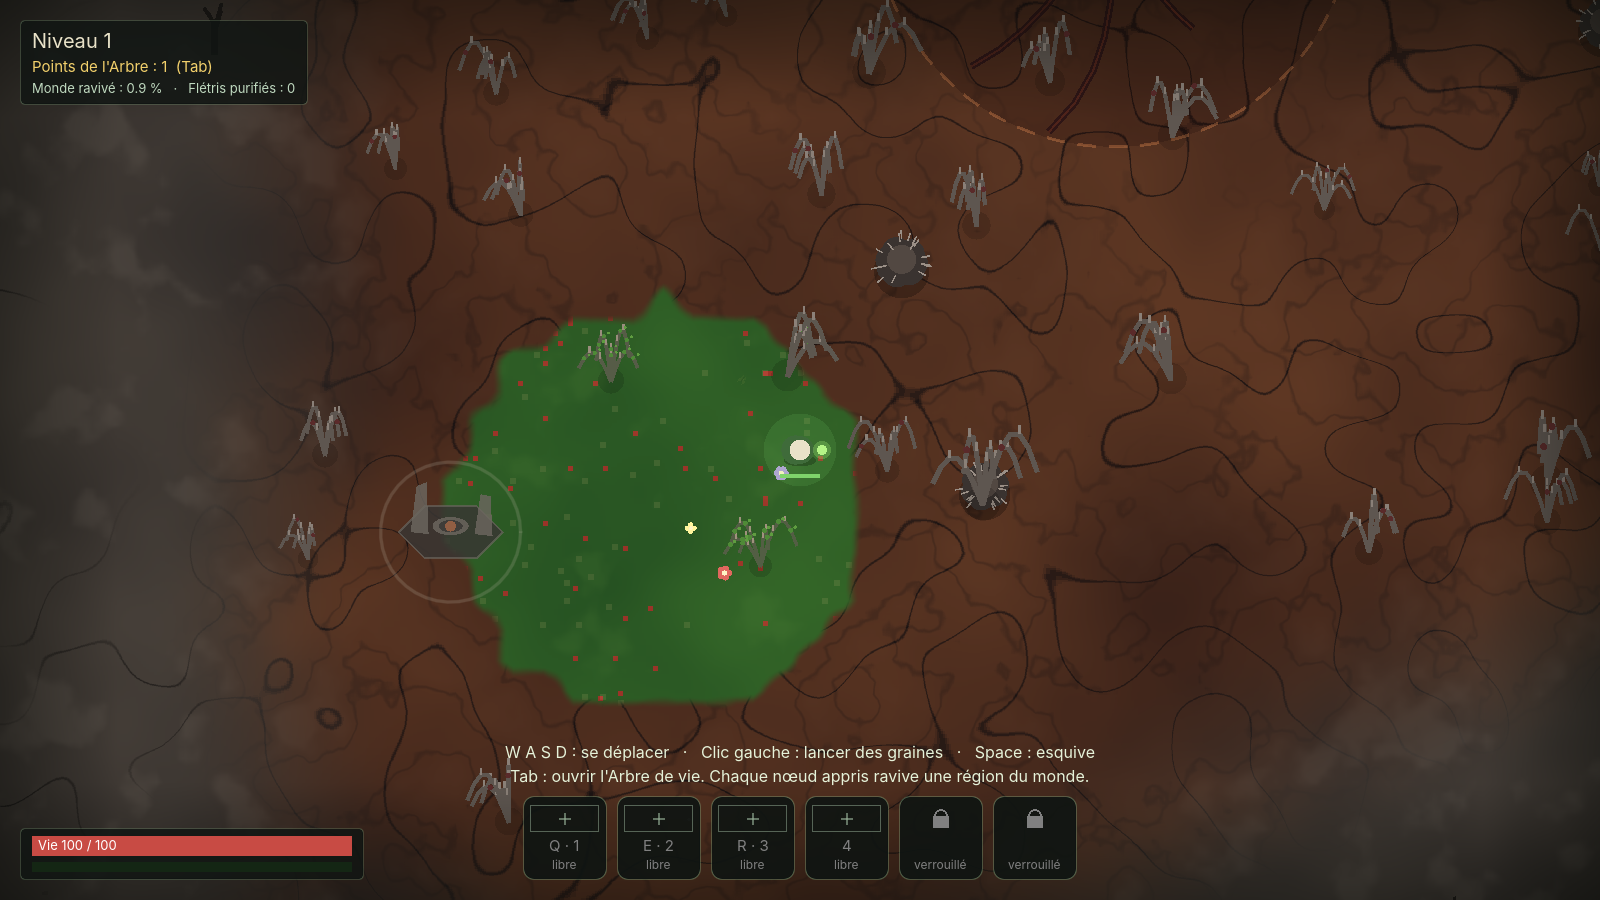 Niveau 1
Points de l'Arbre : 1  (Tab)
Monde ravivé : 0.9 %  ·  Flétris purifiés : 0
W A S D : se déplacer  ·  Clic gauche : lancer des graines  ·  Space : esquive
Tab : ouvrir l'Arbre de vie. Chaque nœud appris ravive une région du monde.
Q · 1
E · 2
R · 3
4
libre
libre
libre
libre
verrouillé
verrouillé
Vie 100 / 100